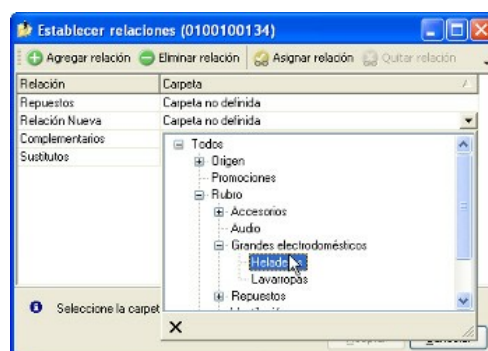 Establecer relaciones (0100100134)
Agregar relación Eliminar relación Asignar relación Quitar relación
Relación Carpeta
Repuestos Carpeta no definida
Relación Nueva Carpeta no definida
Complementarios
Sustitutos
Todos
Origen
Promociones
Rubro
Accesorios
Audio
Grandes electrodomésticos
Lavarropas
Repuestos
Seleccione la carpet